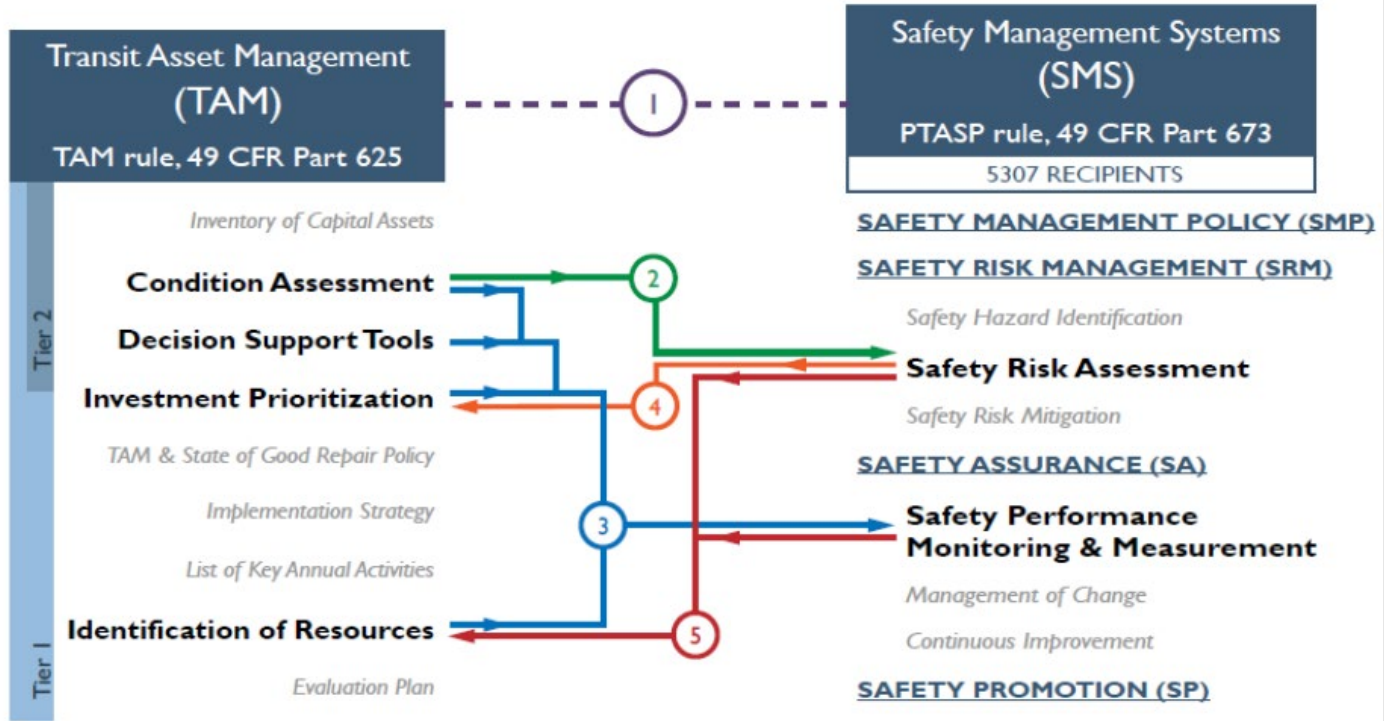 Transit Asset Management
(TAM)
TAM rule, 49 CFR Part 625
1
Safety Management Systems
(SMS)
PTASP rule, 49 CFR Part 673
5307 RECIPIENTS
Tier 2
Tier 1
Inventory of Capital Assets
Condition Assessment
Decision Support Tools
Investment Prioritization
TAM & State of Good Repair Policy
Implementation Strategy
List of Key Annual Activities
Identification of Resources
Evaluation Plan
2
4
3
5
SAFETY MANAGEMENT POLICY (SMP)
SAFETY RISK MANAGEMENT (SRM)
Safety Hazard Identification
Safety Risk Assessment
Safety Risk Mitigation
SAFETY ASSURANCE (SA)
Safety Performance
Monitoring & Measurement
Management of Change
Continuous Improvement
SAFETY PROMOTION (SP)